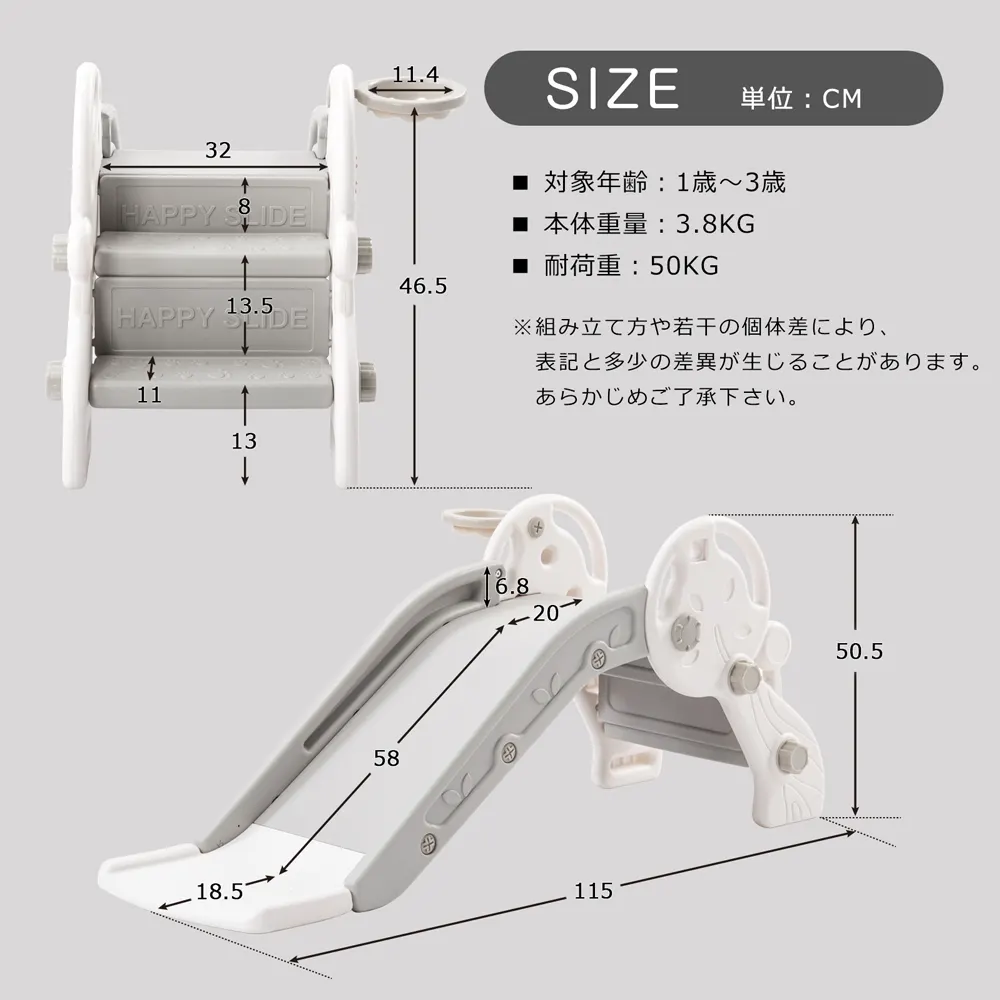 SIZE 単位：CM
■ 対象年齢：1歳～3歳
■ 本体重量：3.8KG
■ 耐荷重：50KG
※組み立て方や若干の個体差により、
表記と多少の差異が生じることがあります。
あらかじめご了承下さい。
11.4
32
HAPPY SLIDE
8
46.5
HAPPY SLIDE
13.5
11
13
6.8
20
50.5
58
18.5
115